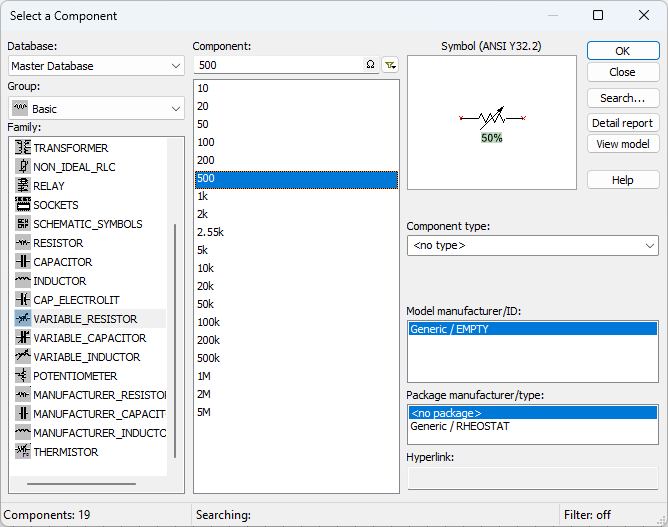 Select a Component
Database:
Master Database
Group:
Basic
Family:
TRANSFORMER
NON_IDEAL_RLC
RELAY
SOCKETS
SCHEMATIC_SYMBOLS
RESISTOR
CAPACITOR
INDUCTOR
CAP_ELECTROLIT
VARIABLE_RESISTOR
VARIABLE_CAPACITOR
VARIABLE_INDUCTOR
POTENTIOMETER
MANUFACTURER_RESISTO
MANUFACTURER_CAPACIT
MANUFACTURER_INDUCTO
THERMISTOR
Component:
500 Ω
10
20
50
100
200
500
1k
2k
2.55k
5k
10k
20k
50k
100k
200k
500k
1M
2M
5M
Symbol (ANSI Y32.2)
50%
OK
Close
Search...
Detail report
View model
Help
Component type:
<no type>
Model manufacturer/ID:
Generic / EMPTY
Package manufacturer/type:
<no package>
Generic / RHEOSTAT
Hyperlink:
Components: 19
Searching:
Filter: off